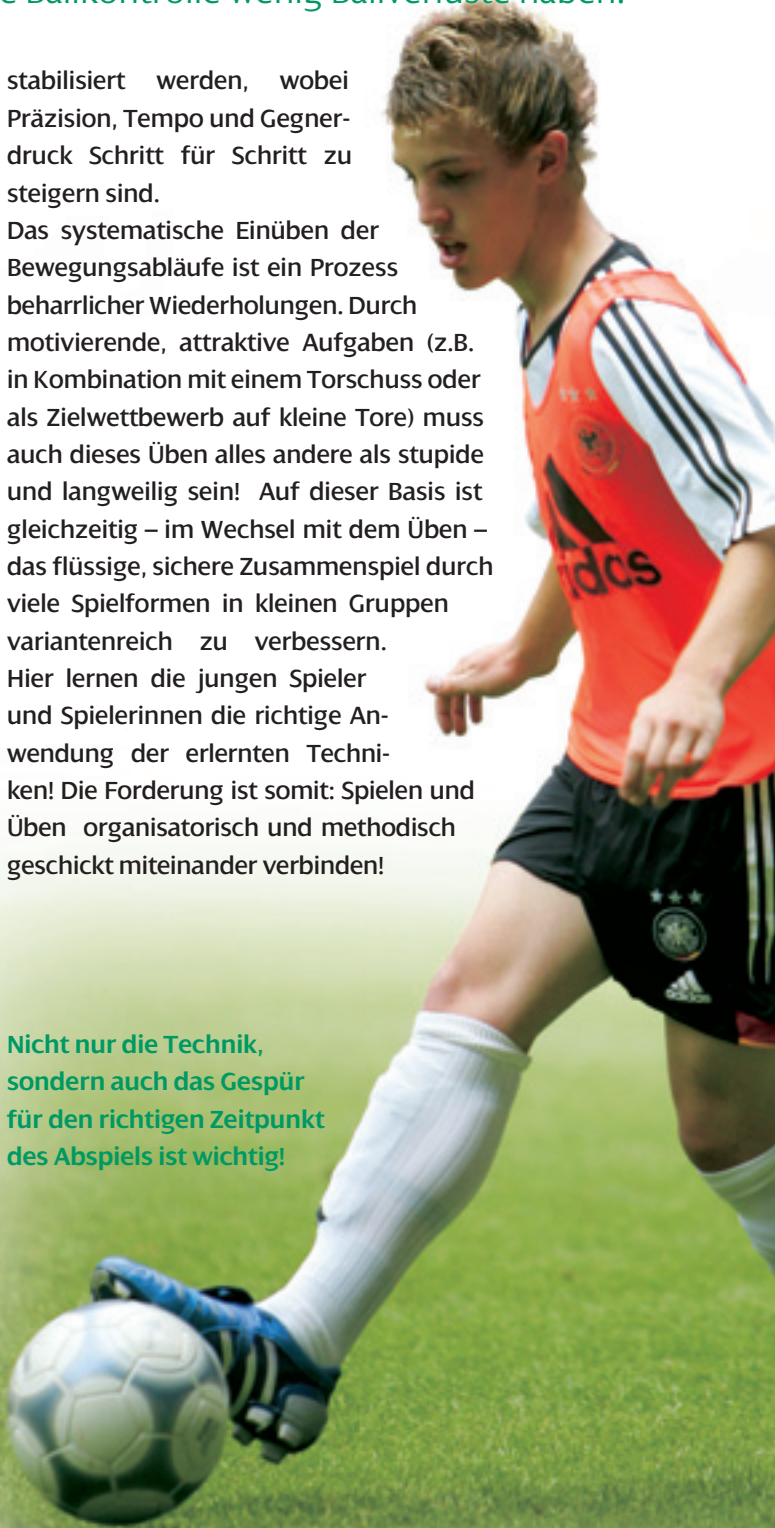 Ballkontrolle wenig Ballverluste haben.
stabilisiert werden, wobei
Präzision, Tempo und Gegner-
druck Schritt für Schritt zu
steigern sind.
Das systematische Einüben der
Bewegungsabläufe ist ein Prozess
beharrlicher Wiederholungen. Durch
motivierende, attraktive Aufgaben (z.B.
in Kombination mit einem Torschuss oder
als Zielwettbewerb auf kleine Tore) muss
auch dieses Üben alles andere als stupide
und langweilig sein! Auf dieser Basis ist
gleichzeitig – im Wechsel mit dem Üben –
das flüssige, sichere Zusammenspiel durch
viele Spielformen in kleinen Gruppen
variantenreich zu verbessern.
Hier lernen die jungen Spieler
und Spielerinnen die richtige An-
wendung der erlernten Techni-
ken! Die Forderung ist somit: Spielen und
Üben organisatorisch und methodisch
geschickt miteinander verbinden!
Nicht nur die Technik,
sondern auch das Gespür
für den richtigen Zeitpunkt
des Abspiels ist wichtig!
adidas
adidas